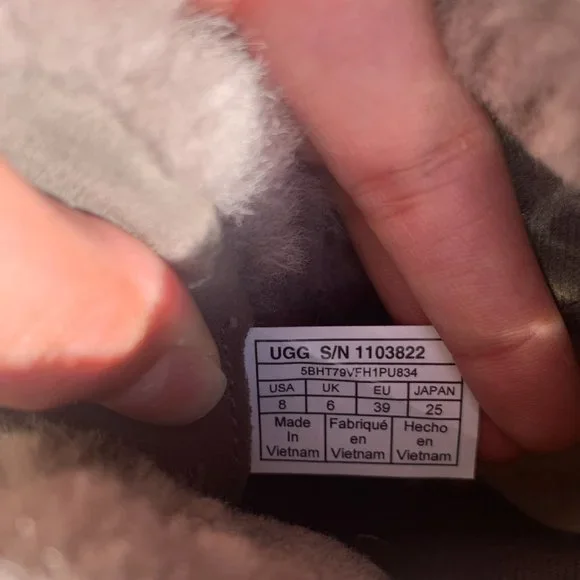 UGG S/N 1103822
5BHT79VFH1PU834
USA UK EU JAPAN
8 6 39 25
Made Fabriqué Hecho
In en en
Vietnam Vietnam Vietnam